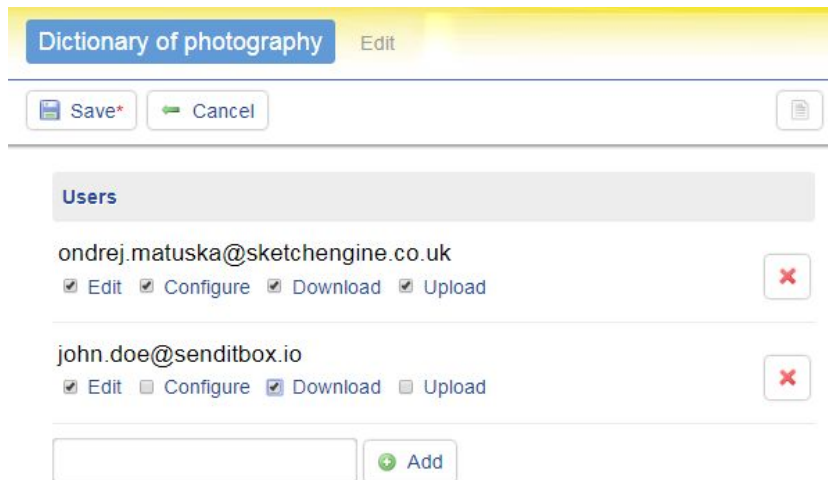 Dictionary of photography Edit
Save* Cancel
Users
ondrej.matuska@sketchengine.co.uk
Edit Configure Download Upload
john.doe@senditbox.io
Edit Configure Download Upload
Add